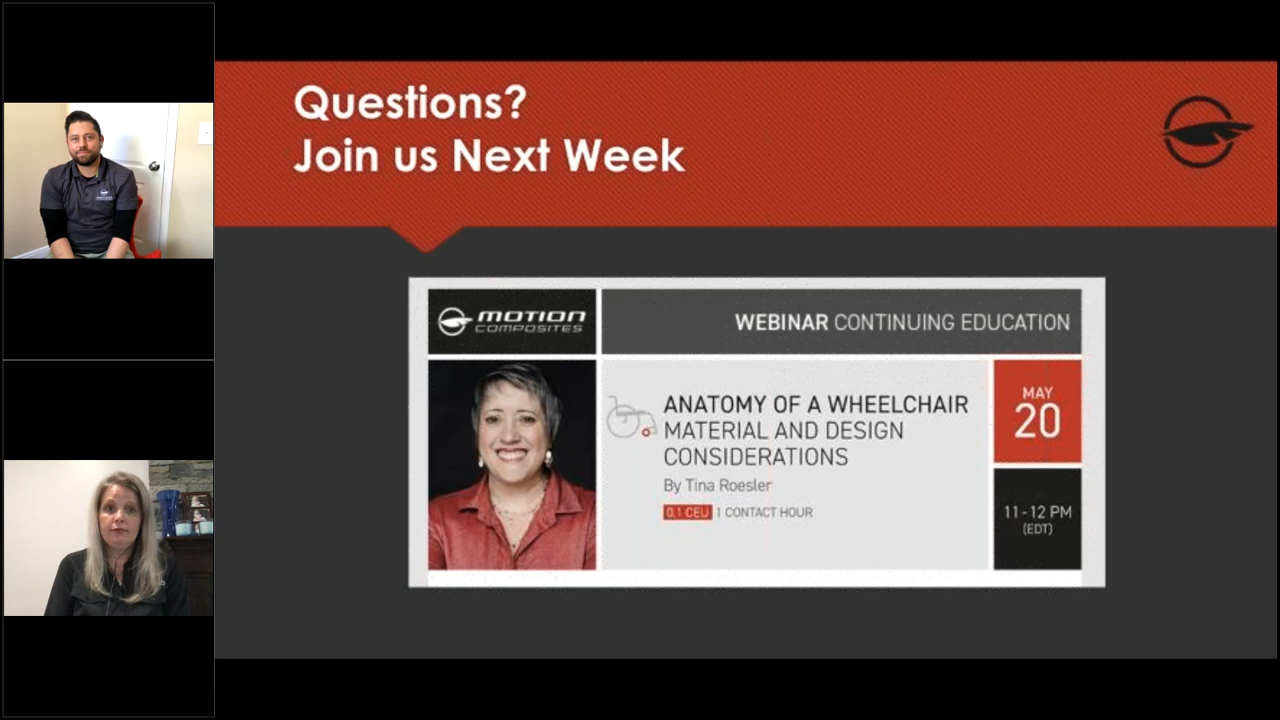 Questions?
Join us Next Week
MOTION
COMPOSITES
WEBINAR CONTINUING EDUCATION
ANATOMY OF A WHEELCHAIR
MATERIAL AND DESIGN
CONSIDERATIONS
By Tina Roesler
0.1 CEU 1 CONTACT HOUR
MAY
20
11 - 12 PM
(EDT)